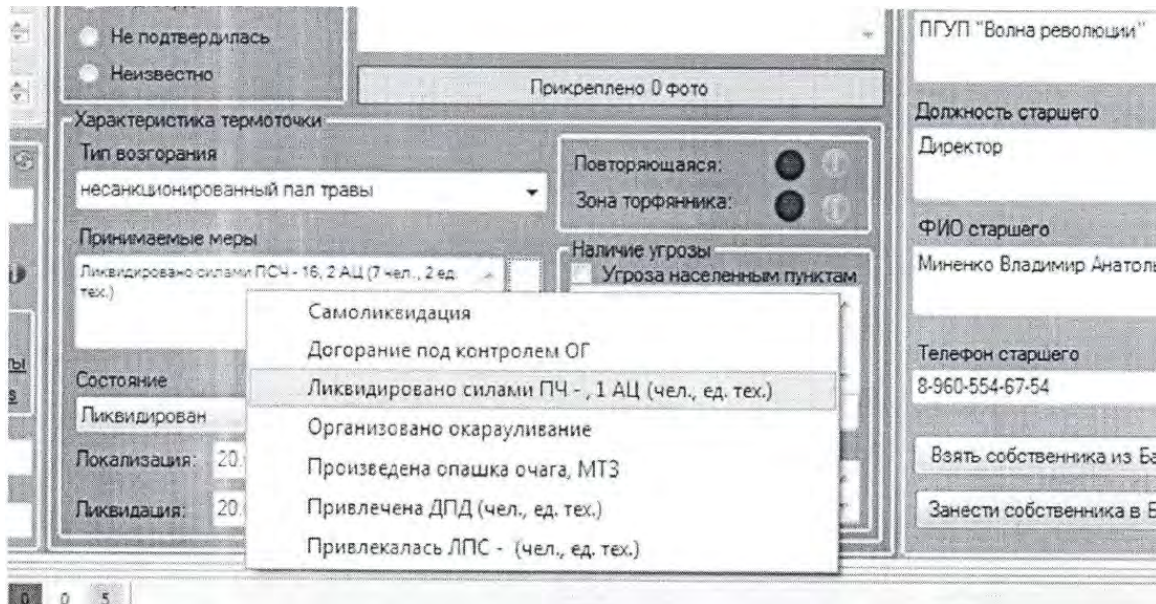 Не подтвердилась
Неизвестно
Прикреплено 0 фото
ПГУП "Волна революции"
Характеристика термоточки
Тип возгорания
несанкционированный пал травы
Повторяющаяся:
Зона торфянника:
Должность старшего
Директор
Принимаемые меры
Ликвидировано силами ПСЧ - 16, 2 АЦ (7 чел., 2 ед.
тех.)
Наличие угрозы
Угроза населенным пунктам
ФИО старшего
Миненко Владимир Анатоль
Самоликвидация
Догорание под контролем ОГ
Ликвидировано силами ПЧ - , 1 АЦ (чел., ед. тех.)
Организовано окарауливание
Произведена опашка очага, МТЗ
Привлечена ДПД (чел., ед. тех.)
Привлекалась ЛПС - (чел., ед. тех.)
Состояние
Ликвидирован
Локализация: 20.
Ликвидация: 20.
Телефон старшего
8-960-554-67-54
Взять собственника из Ба
Занести собственника в Б
0 0 5